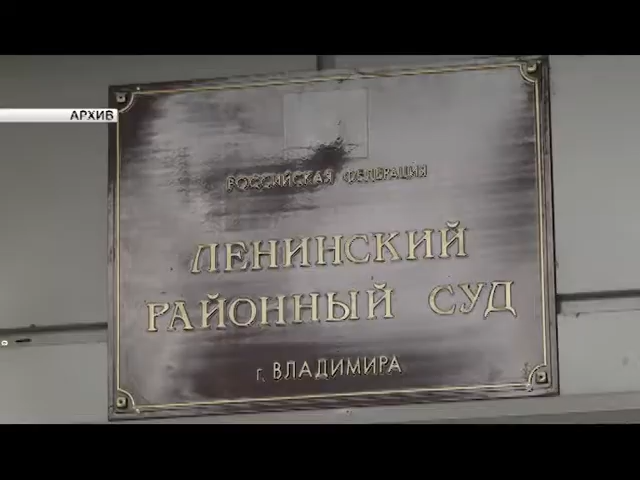 АРХИВ
РОССИЙСКАЯ ФЕДЕРАЦИЯ
ЛЕНИНСКИЙ
РАЙОННЫЙ СУД
г. ВЛАДИМИРА